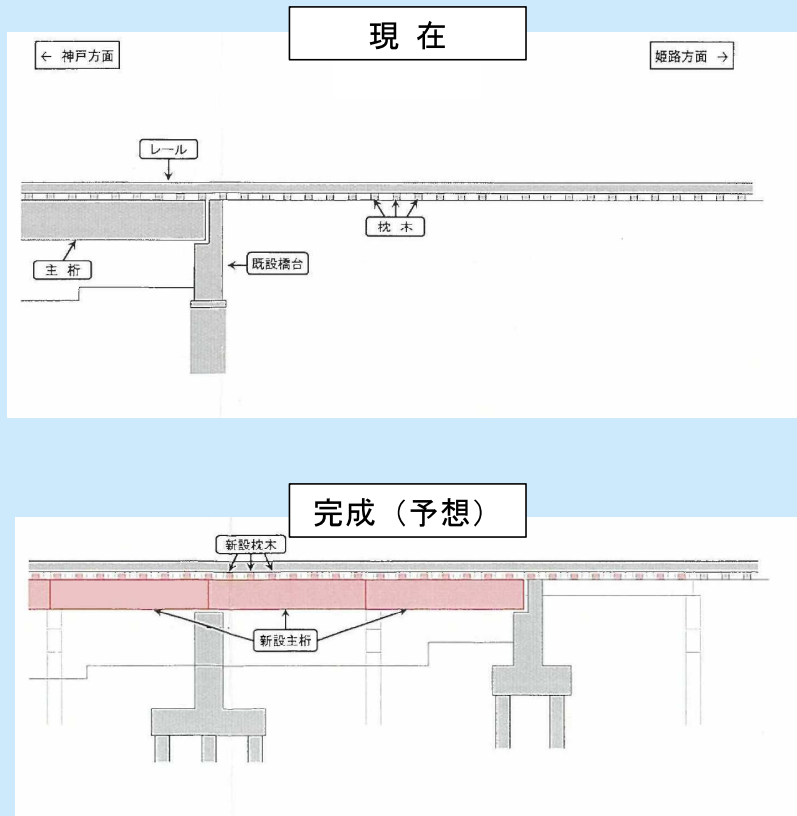 現 在
← 神戸方面
姫路方面 →
レール
枕 木
主 桁
既設橋台
完成（予想）
新設枕木
新設主桁